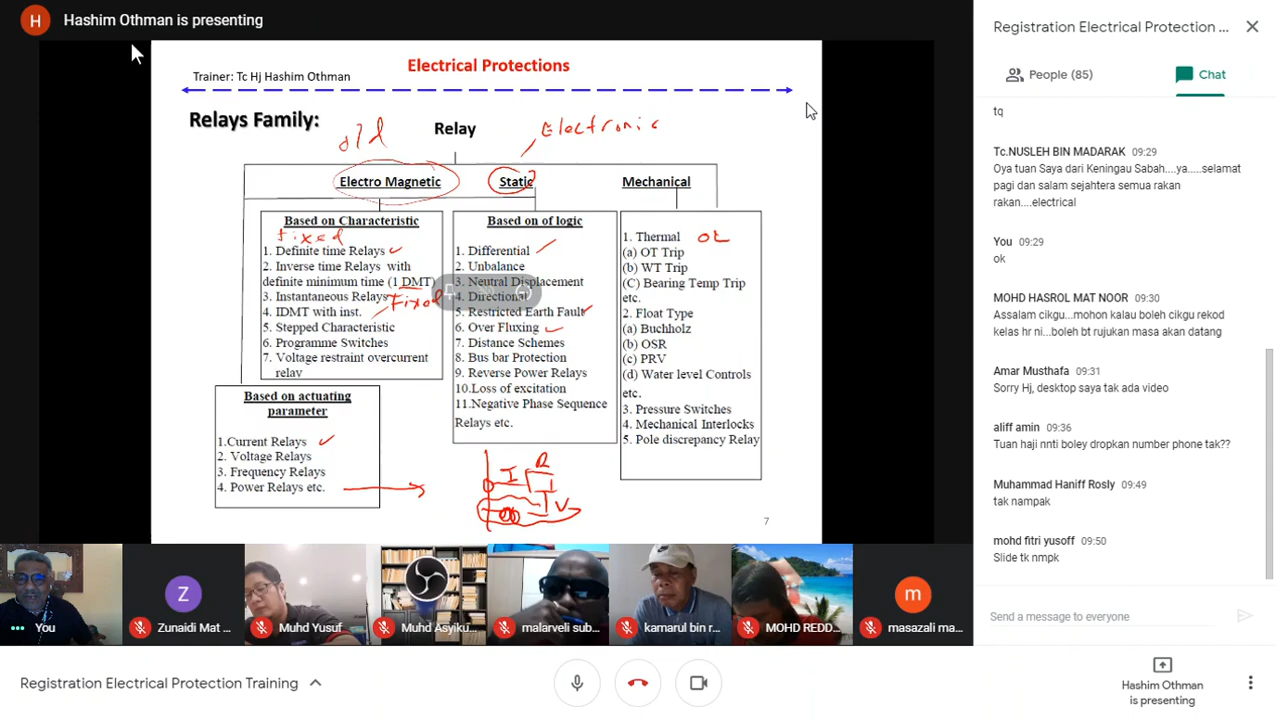 H
Hashim Othman is presenting
Trainer: Tc Hj Hashim Othman
Electrical Protections
Relays Family:
old
Relay
Electronic
Electro Magnetic
Static
Mechanical
Based on Characteristic
fixed
1. Definite time Relays
2. Inverse time Relays with
definite minimum time (1 DMT)
3. Instantaneous Relays
Fixed
4. IDMT with inst.
5. Stepped Characteristic
6. Programme Switches
7. Voltage restraint overcurrent
relay
Based on actuating
parameter
1.Current Relays
2. Voltage Relays
3. Frequency Relays
4. Power Relays etc.
Based on of logic
1. Differential
2. Unbalance
3. Neutral Displacement
4. Directional
5. Restricted Earth Fault
6. Over Fluxing
7. Distance Schemes
8. Bus bar Protection
9. Reverse Power Relays
10.Loss of excitation
11.Negative Phase Sequence
Relays etc.
I
R
V
1. Thermal
OT
(a) OT Trip
(b) WT Trip
(C) Bearing Temp Trip
etc.
2. Float Type
(a) Buchholz
(b) OSR
(c) PRV
(d) Water level Controls
etc.
3. Pressure Switches
4. Mechanical Interlocks
5. Pole discrepancy Relay
7
You
Z
Zunaidi Mat ...
Muhd Yusuf
Muhd Asyiku...
malarveli sub...
kamarul bin r...
MOHD REDD...
m
masazali ma...
Registration Electrical Protection Training
Hashim Othman
is presenting
Registration Electrical Protection ...
People (85)
Chat
tq
Tc.NUSLEH BIN MADARAK 09:29
Oya tuan Saya dari Keningau Sabah....ya.....selamat
pagi dan salam sejahtera semua rakan
rakan....electrical
You 09:29
ok
MOHD HASROL MAT NOOR 09:30
Assalam cikgu...mohon kalau boleh cikgu rekod
kelas hr ni...boleh bt rujukan masa akan datang
Amar Musthafa 09:31
Sorry Hj, desktop saya tak ada video
aliff amin 09:36
Tuan haji nnti boley dropkan number phone tak??
Muhammad Haniff Rosly 09:49
tak nampak
mohd fitri yusoff 09:50
Slide tk nmpk
Send a message to everyone